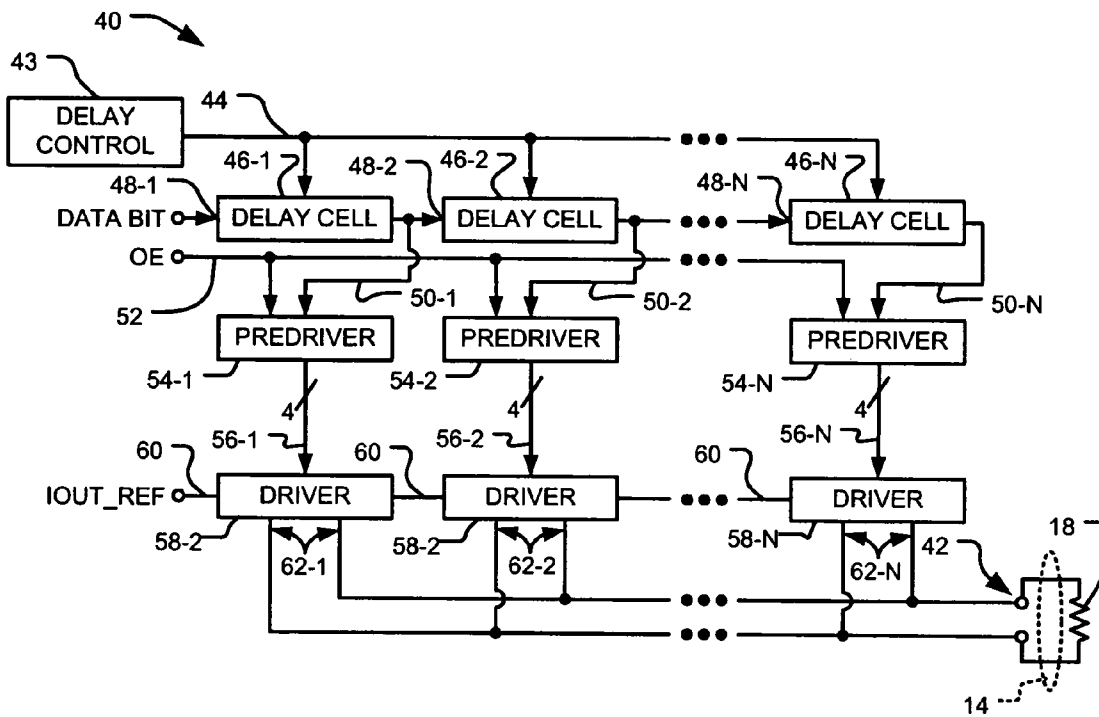 40
43
DELAY
CONTROL
44
46-1
48-2
46-2
46-N
48-1
48-N
DATA BIT
DELAY CELL
DELAY CELL
DELAY CELL
OE
52
50-1
50-2
50-N
PREDRIVER
PREDRIVER
PREDRIVER
54-1
54-2
54-N
4
4
4
56-1
56-2
56-N
60
60
60
IOUT_REF
DRIVER
DRIVER
DRIVER
58-2
58-2
58-N
62-1
62-2
62-N
42
18
14